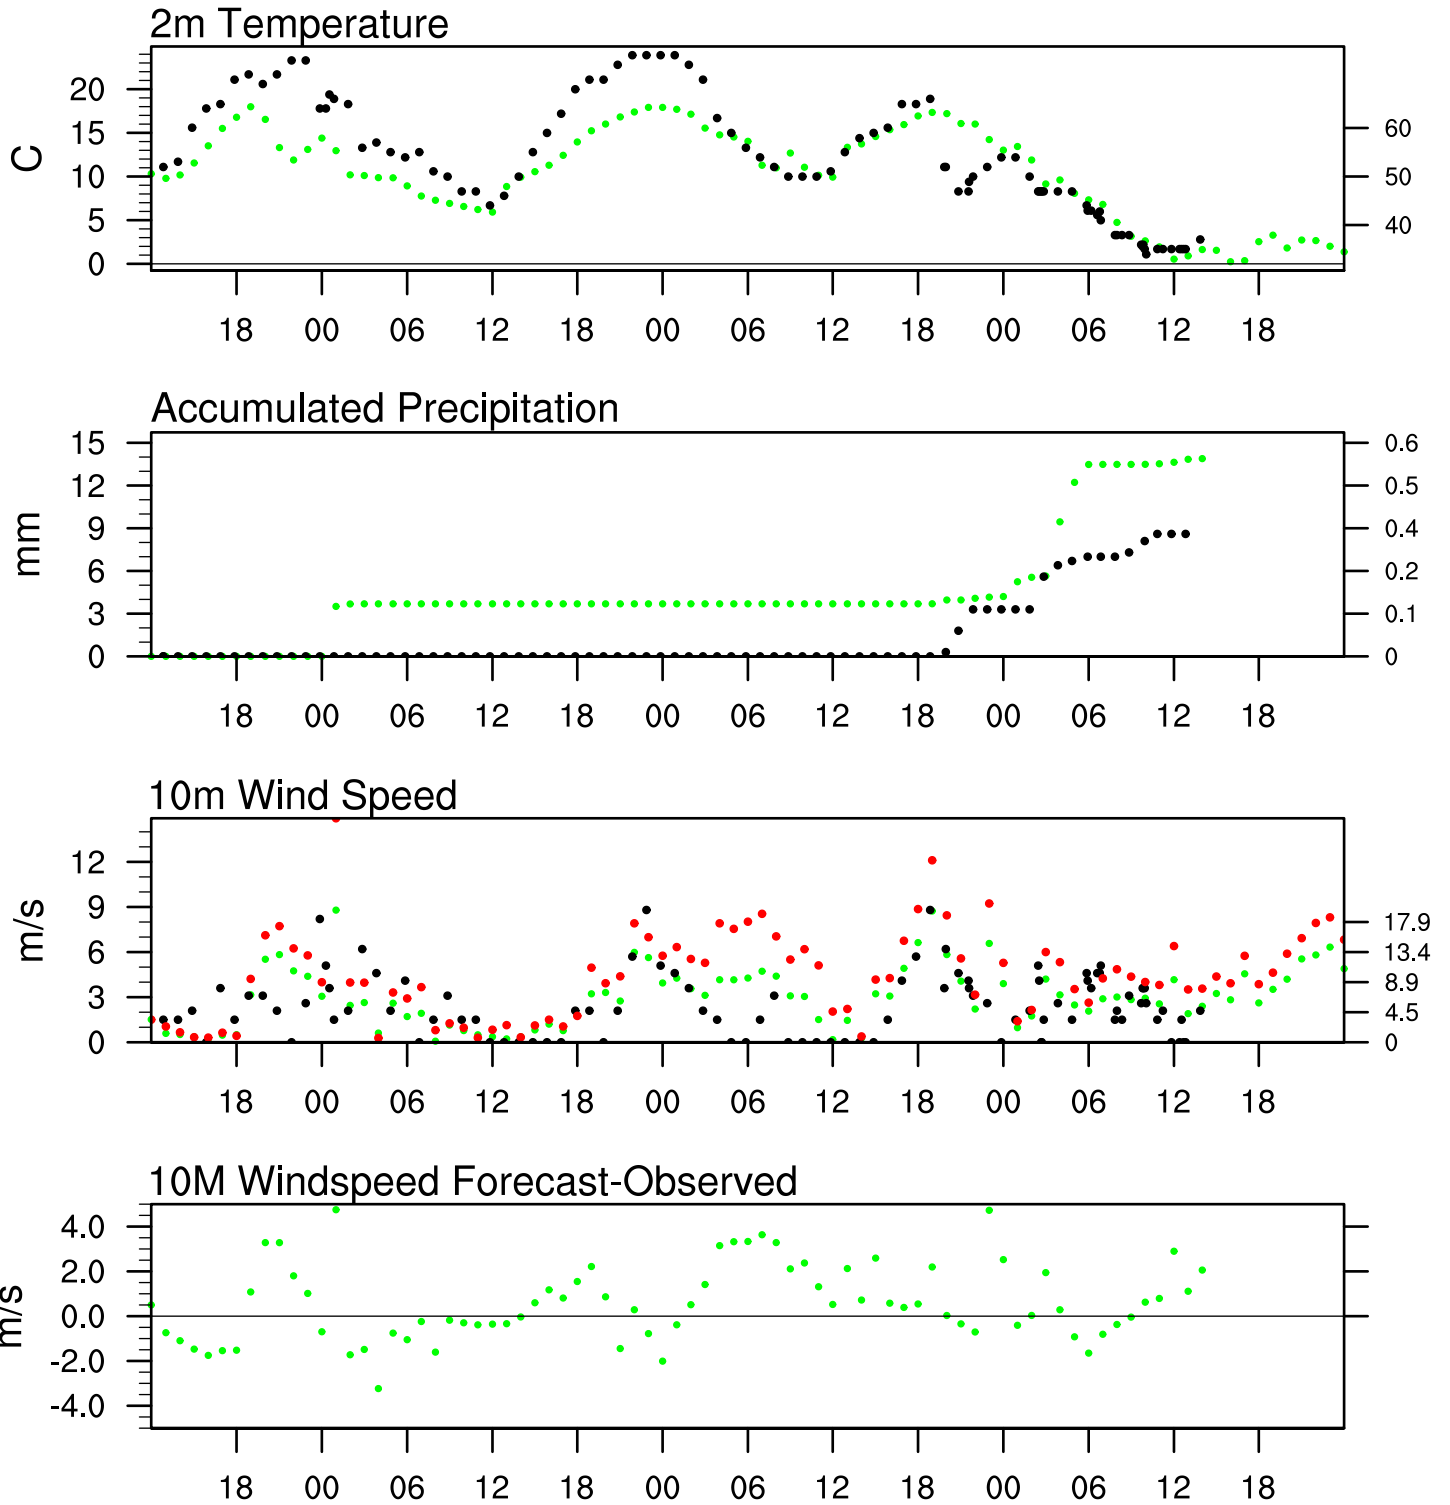 2m Temperature
20
15
10
5
0
C
60
50
40
18 00 06 12 18 00 06 12 18 00 06 12 18
Accumulated Precipitation
15
12
9
6
3
0
mm
0.6
0.5
0.4
0.2
0.1
0
18 00 06 12 18 00 06 12 18 00 06 12 18
10m Wind Speed
12
9
6
3
0
m/s
17.9
13.4
8.9
4.5
0
18 00 06 12 18 00 06 12 18 00 06 12 18
10M Windspeed Forecast-Observed
4.0
2.0
0.0
-2.0
-4.0
m/s
18 00 06 12 18 00 06 12 18 00 06 12 18